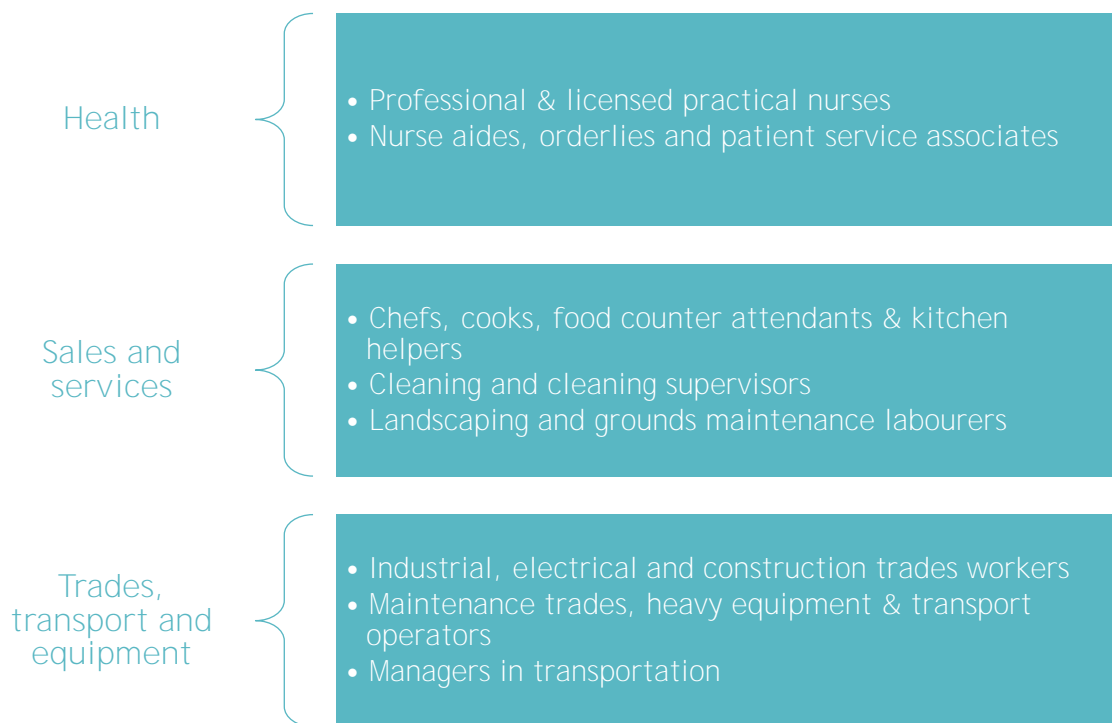 Health
• Professional & licensed practical nurses
• Nurse aides, orderlies and patient service associates
Sales and
services
• Chefs, cooks, food counter attendants & kitchen
helpers
• Cleaning and cleaning supervisors
• Landscaping and grounds maintenance labourers
Trades,
transport and
equipment
• Industrial, electrical and construction trades workers
• Maintenance trades, heavy equipment & transport
operators
• Managers in transportation